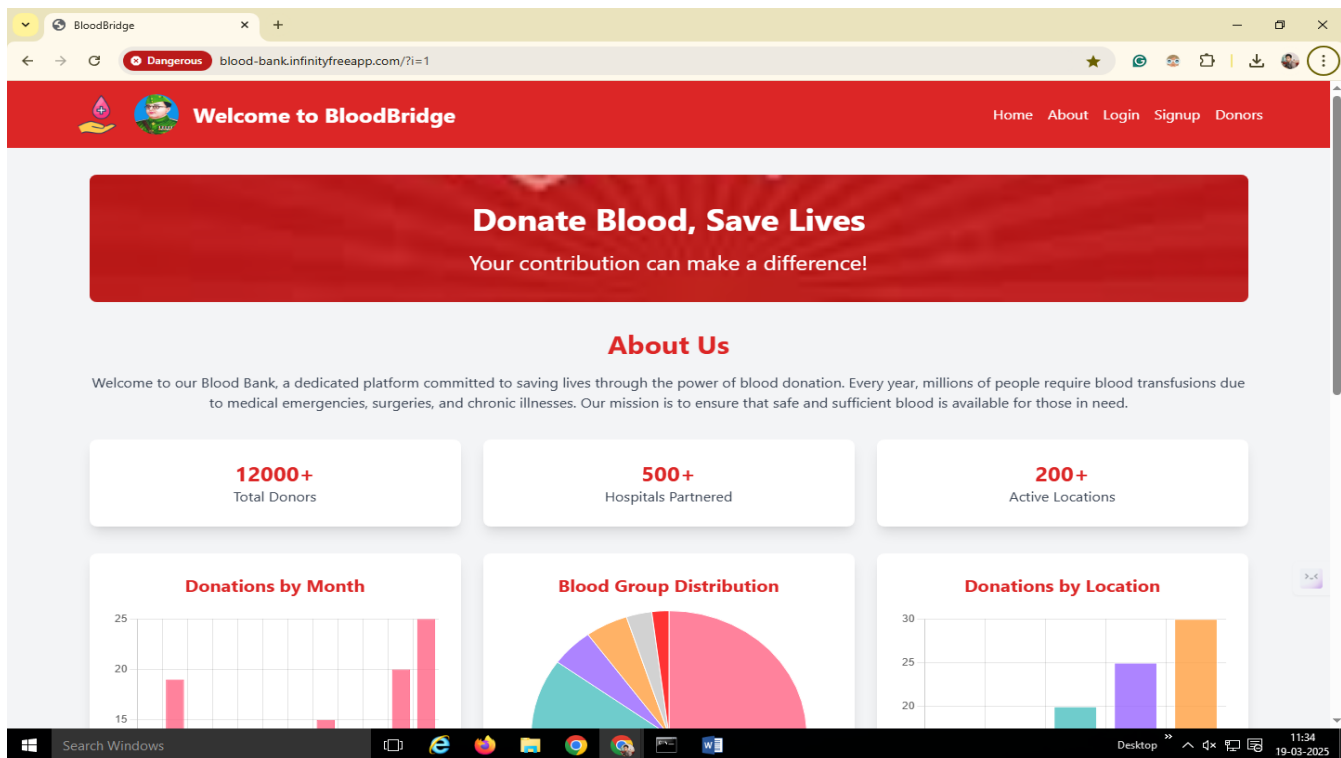 BloodBridge
Dangerous blood-bank.infinityfreeapp.com/?i=1
Welcome to BloodBridge
Home About Login Signup Donors
Donate Blood, Save Lives
Your contribution can make a difference!
About Us
Welcome to our Blood Bank, a dedicated platform committed to saving lives through the power of blood donation. Every year, millions of people require blood transfusions due
to medical emergencies, surgeries, and chronic illnesses. Our mission is to ensure that safe and sufficient blood is available for those in need.
12000+
Total Donors
500+
Hospitals Partnered
200+
Active Locations
Donations by Month
25
20
15
Blood Group Distribution
Donations by Location
30
25
20
Search Windows
Desktop
11:34
19-03-2025